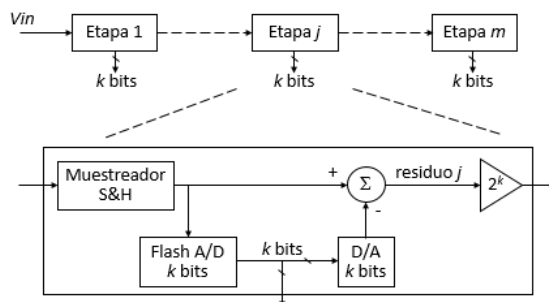 Vin
Etapa 1
Etapa j
Etapa m
k bits
k bits
k bits
Muestreador
S&H
+
Σ
-
residuo j
2^k
Flash A/D
k bits
k bits
D/A
k bits